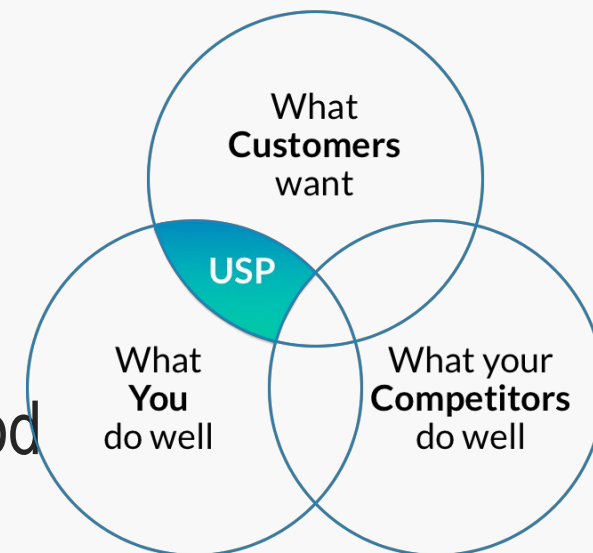 What
Customers
want
USP
What
You
do well
What your
Competitors
do well